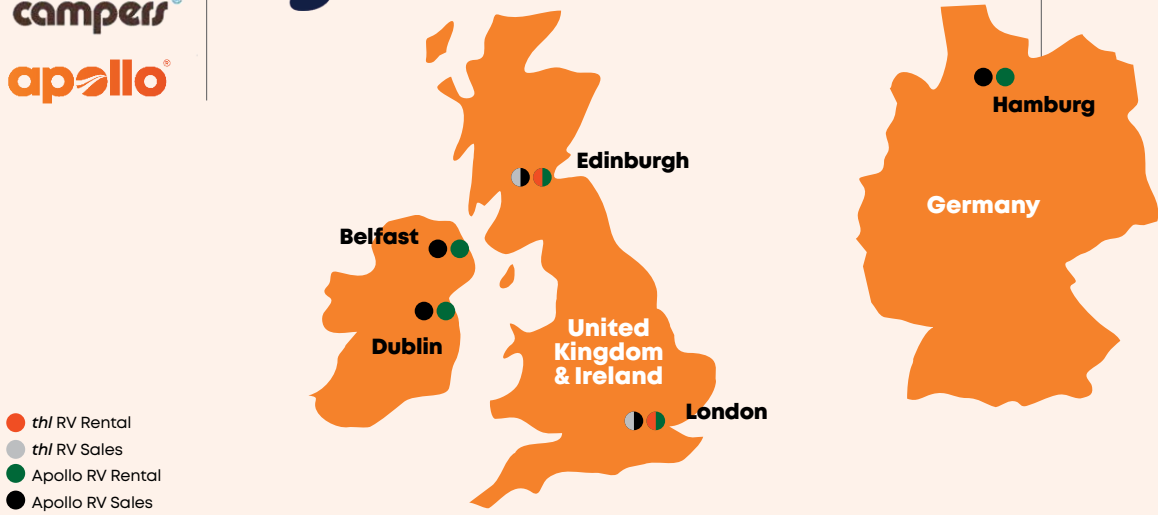 campers®
apollo®
Hamburg
Edinburgh
Germany
Belfast
United
Kingdom
& Ireland
Dublin
London
thl RV Rental
thl RV Sales
Apollo RV Rental
Apollo RV Sales